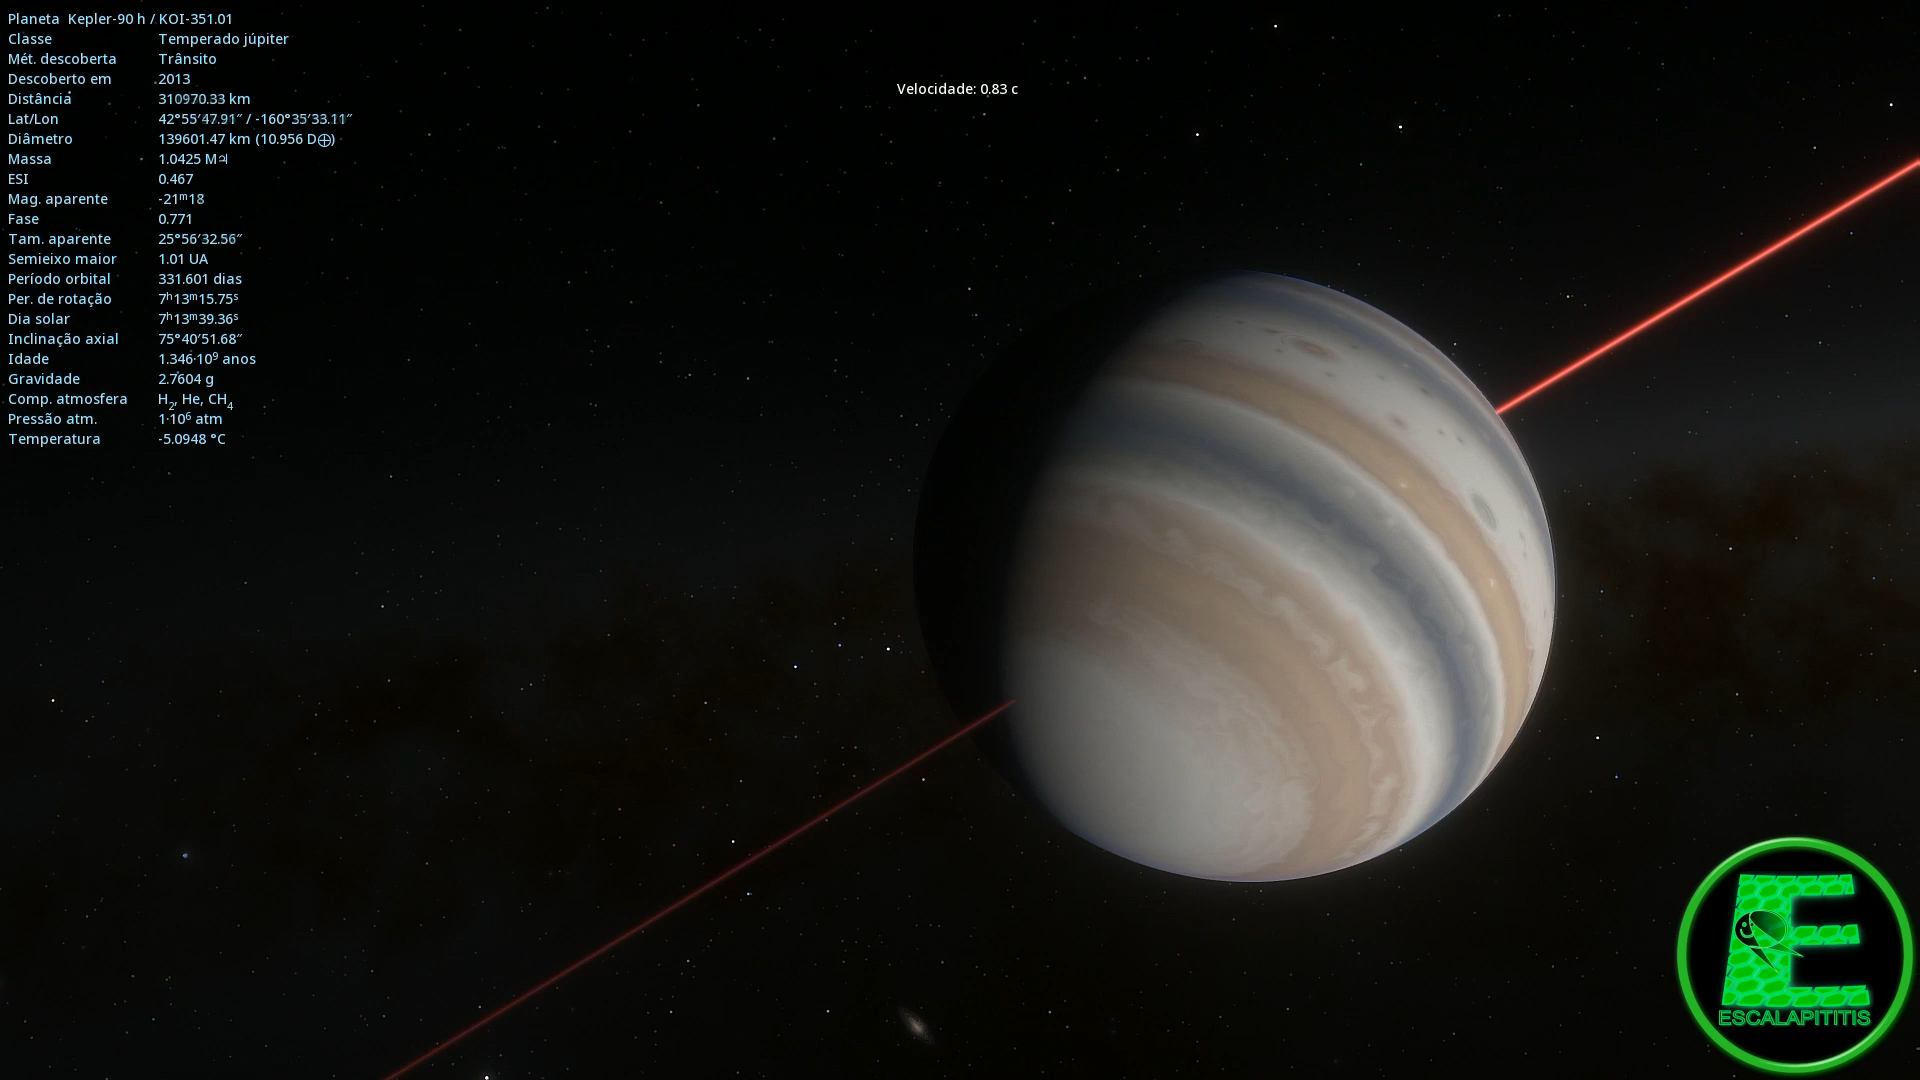 Planeta Kepler-90 h / KOI-351.01
Classe Temperado júpiter
Mét. descoberta Trânsito
Descoberto em 2013
Distância 310970.33 km
Lat/Lon 42°55′47.91″ / -160°35′33.11″
Diâmetro 139601.47 km (10.956 D⨁)
Massa 1.0425 M♃
ESI 0.467
Mag. aparente -21ᵐ18
Fase 0.771
Tam. aparente 25°56′32.56″
Semieixo maior 1.01 UA
Período orbital 331.601 dias
Per. de rotação 7ʰ13ᵐ15.75ˢ
Dia solar 7ʰ13ᵐ39.36ˢ
Inclinação axial 75°40′51.68″
Idade 1.346·10⁹ anos
Gravidade 2.7604 g
Comp. atmosfera H₂, He, CH₄
Pressão atm. 1·10⁶ atm
Temperatura -5.0948 °C
Velocidade: 0.83 c
E
ESCALAPITITIS